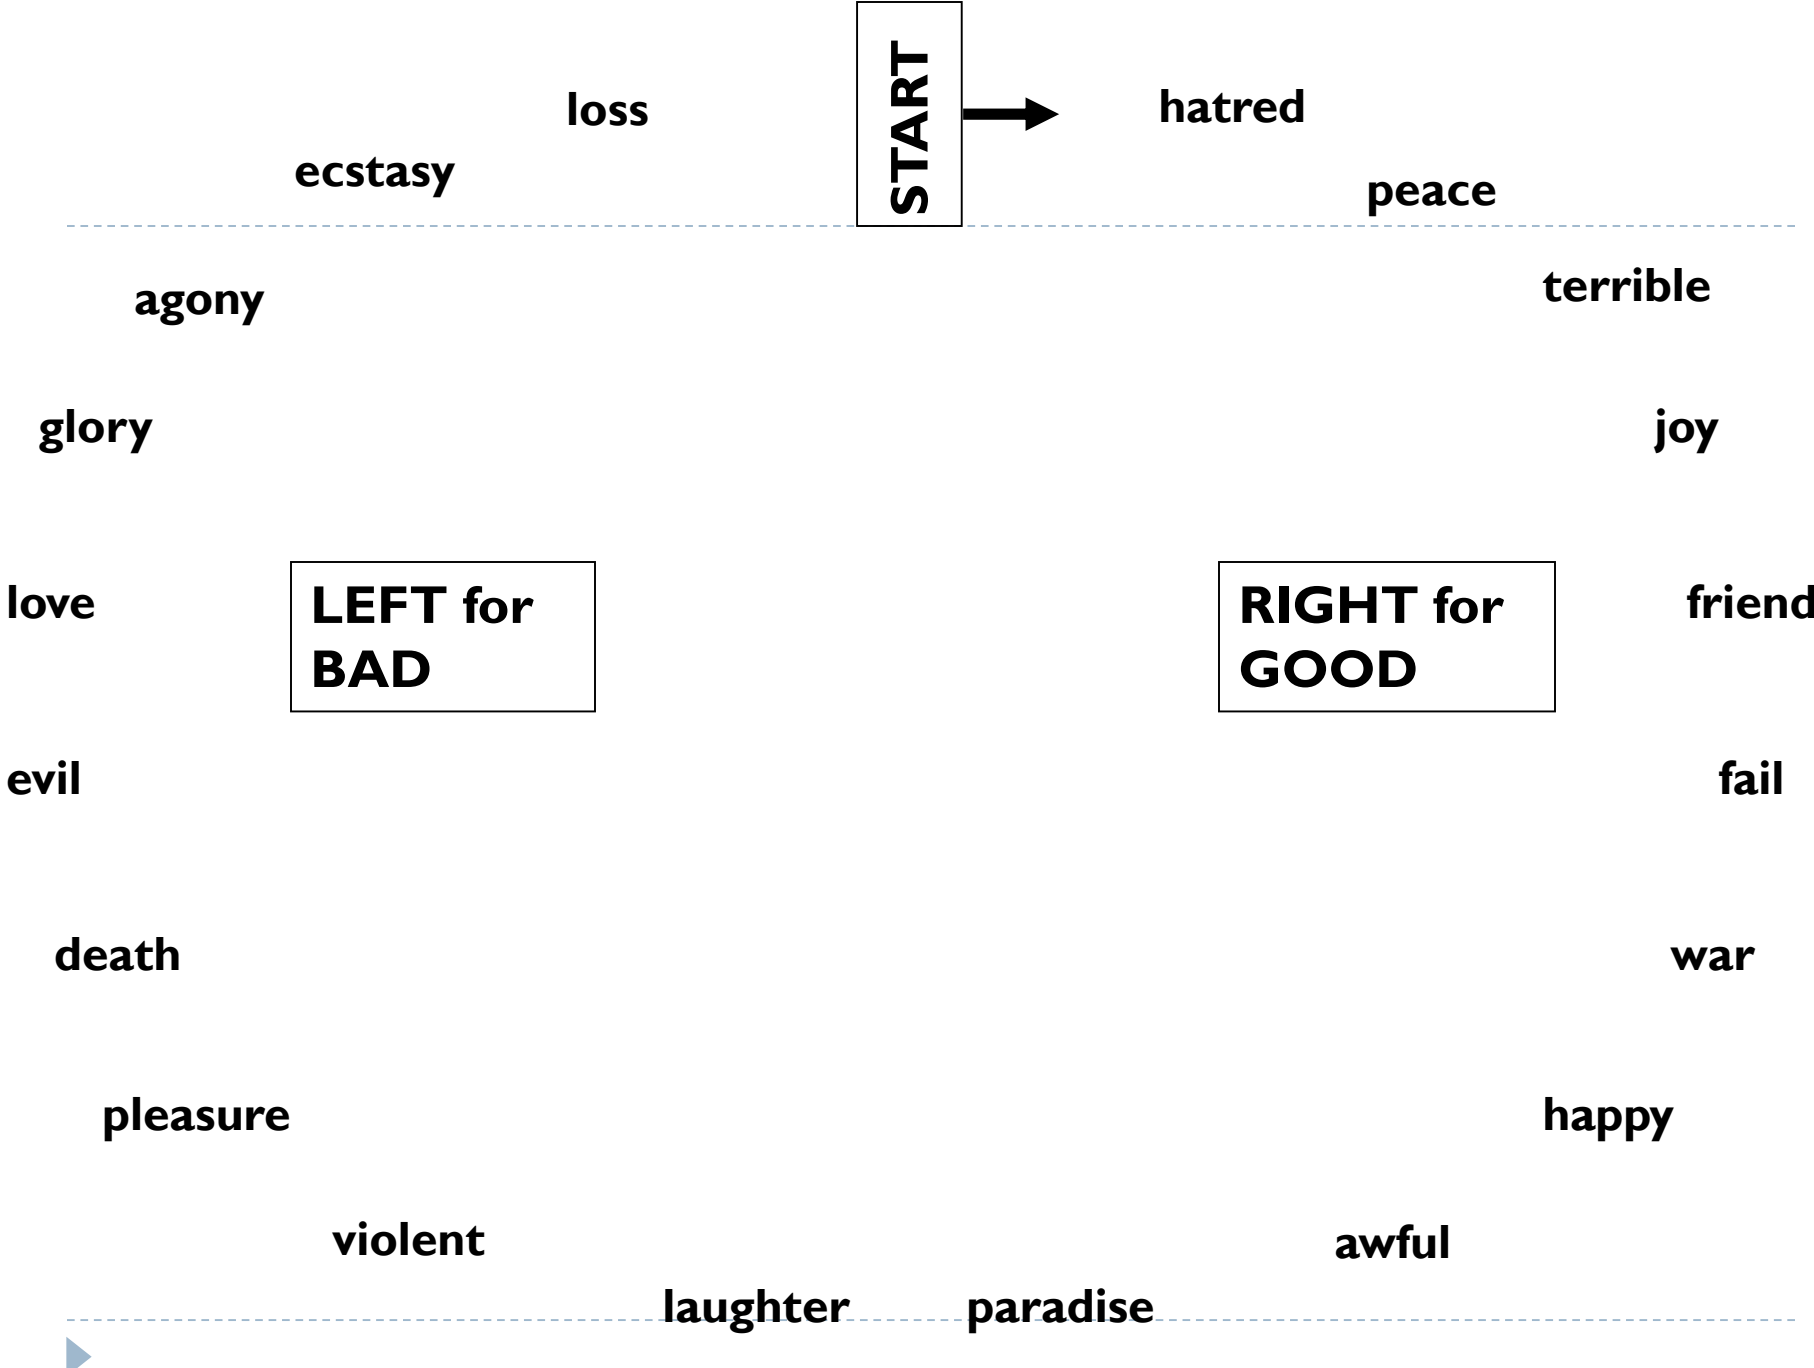 START
loss
hatred
ecstasy
peace
agony
terrible
glory
joy
love
LEFT for
BAD
RIGHT for
GOOD
friend
evil
fail
death
war
pleasure
happy
violent
awful
laughter
paradise